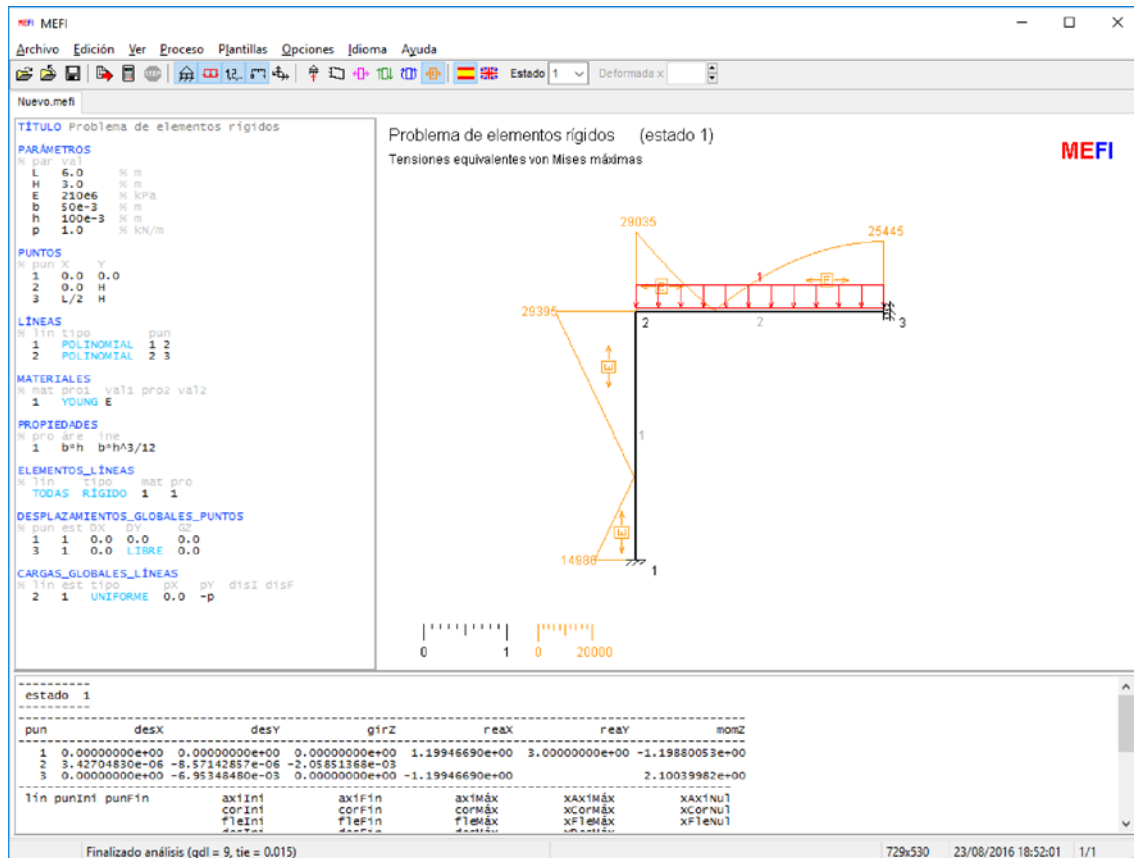 MEFI MEFI
Archivo Edición Ver Proceso Plantillas Opciones Idioma Ayuda
Estado 1 Deformada x
Nuevo.mefi
TÍTULO Problema de elementos rígidos
PARÁMETROS
% par val
L 6.0 % m
H 3.0 % m
E 210e6 % kPa
b 50e-3 % m
h 100e-3 % m
p 1.0 % kN/m
PUNTOS
% pun X Y
1 0.0 0.0
2 0.0 H
3 L/2 H
LÍNEAS
% lin tipo pun
1 POLINOMIAL 1 2
2 POLINOMIAL 2 3
MATERIALES
% mat pro1 val1 pro2 val2
1 YOUNG E
PROPIEDADES
% pro áre ine
1 b*h b*h^3/12
ELEMENTOS_LÍNEAS
% lin tipo mat pro
TODAS RÍGIDO 1 1
DESPLAZAMIENTOS_GLOBALES_PUNTOS
% pun est DX DY GZ
1 1 0.0 0.0 0.0
3 1 0.0 LIBRE 0.0
CARGAS_GLOBALES_LÍNEAS
% lin est tipo pX pY disI disF
2 1 UNIFORME 0.0 -p
Problema de elementos rígidos (estado 1)
Tensiones equivalentes von Mises máximas
MEFI
29035
25445
1
E
E
29395
2
2
3
E
1
E
14986
1
0 1
0 20000
estado 1
pun desX desY girZ reaX reaY momZ
1 0.00000000e+00 0.00000000e+00 0.00000000e+00 1.19946690e+00 3.00000000e+00 -1.19880053e+00
2 3.42704830e-06 -8.57142857e-06 -2.05851368e-03
3 0.00000000e+00 -6.95348480e-03 0.00000000e+00 -1.19946690e+00 2.10039982e+00
lin punIni punFin axiIni axiFin axiMáx xAxiMáx xAxiNul
corIni corFin corMáx xCorMáx xCorNul
fleIni fleFin fleMáx xFleMáx xFleNul
Finalizado análisis (gdl = 9, tie = 0.015) 729x530 23/08/2016 18:52:01 1/1